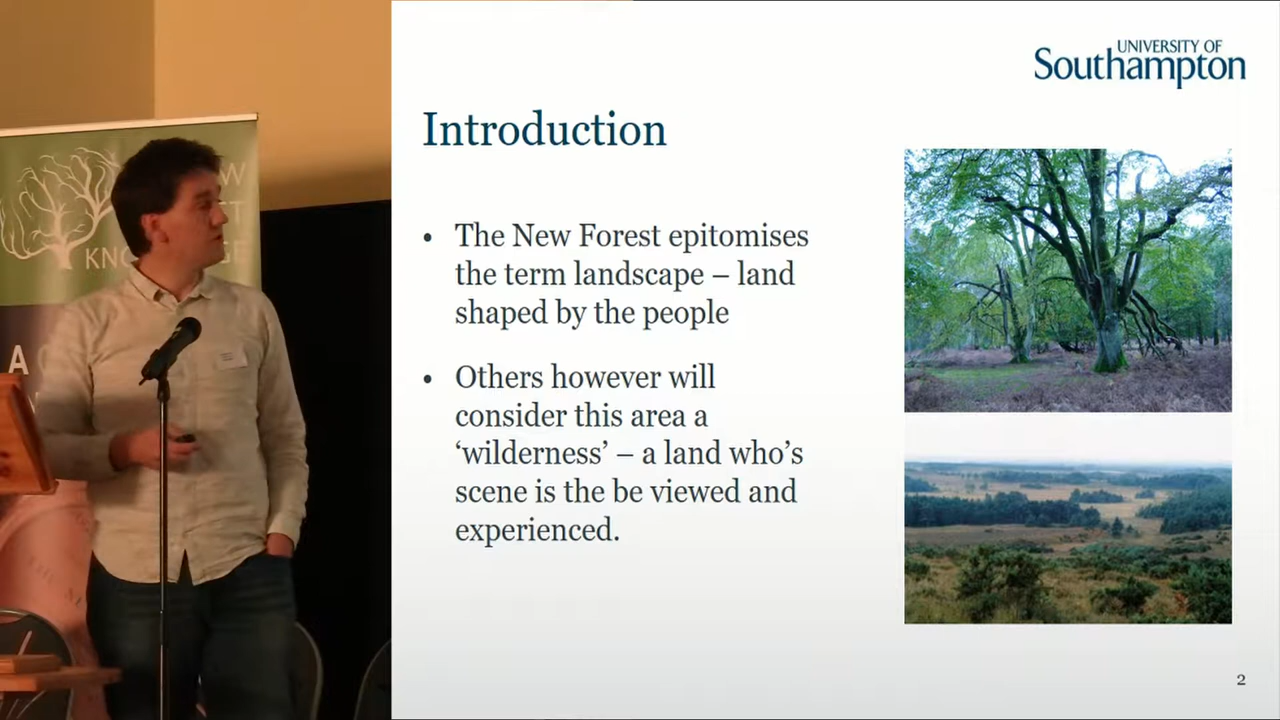 UNIVERSITY OF
Southampton
Introduction
• The New Forest epitomises
the term landscape – land
shaped by the people
• Others however will
consider this area a
‘wilderness’ – a land who’s
scene is the be viewed and
experienced.
2
A